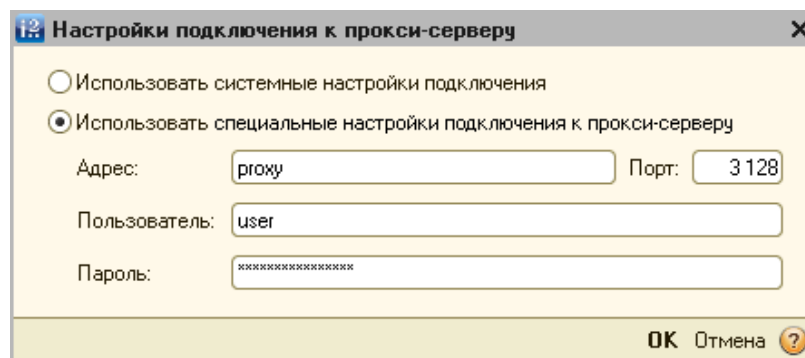 Настройки подключения к прокси-серверу
Использовать системные настройки подключения
Использовать специальные настройки подключения к прокси-серверу
Адрес: proxy Порт: 3 128
Пользователь: user
Пароль: ****************
OK Отмена ?